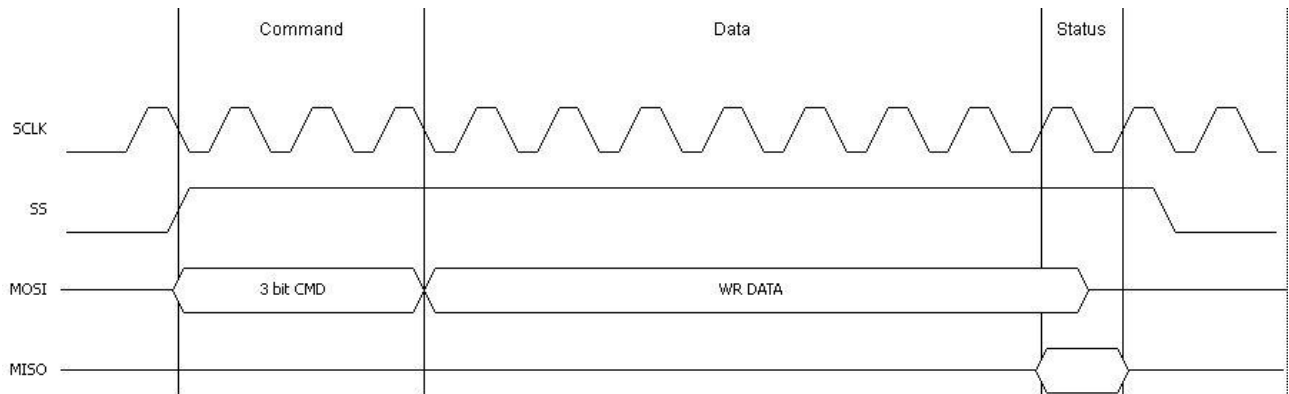 Command Data Status
SCLK
SS
MOSI 3 bit CMD WR DATA
MISO